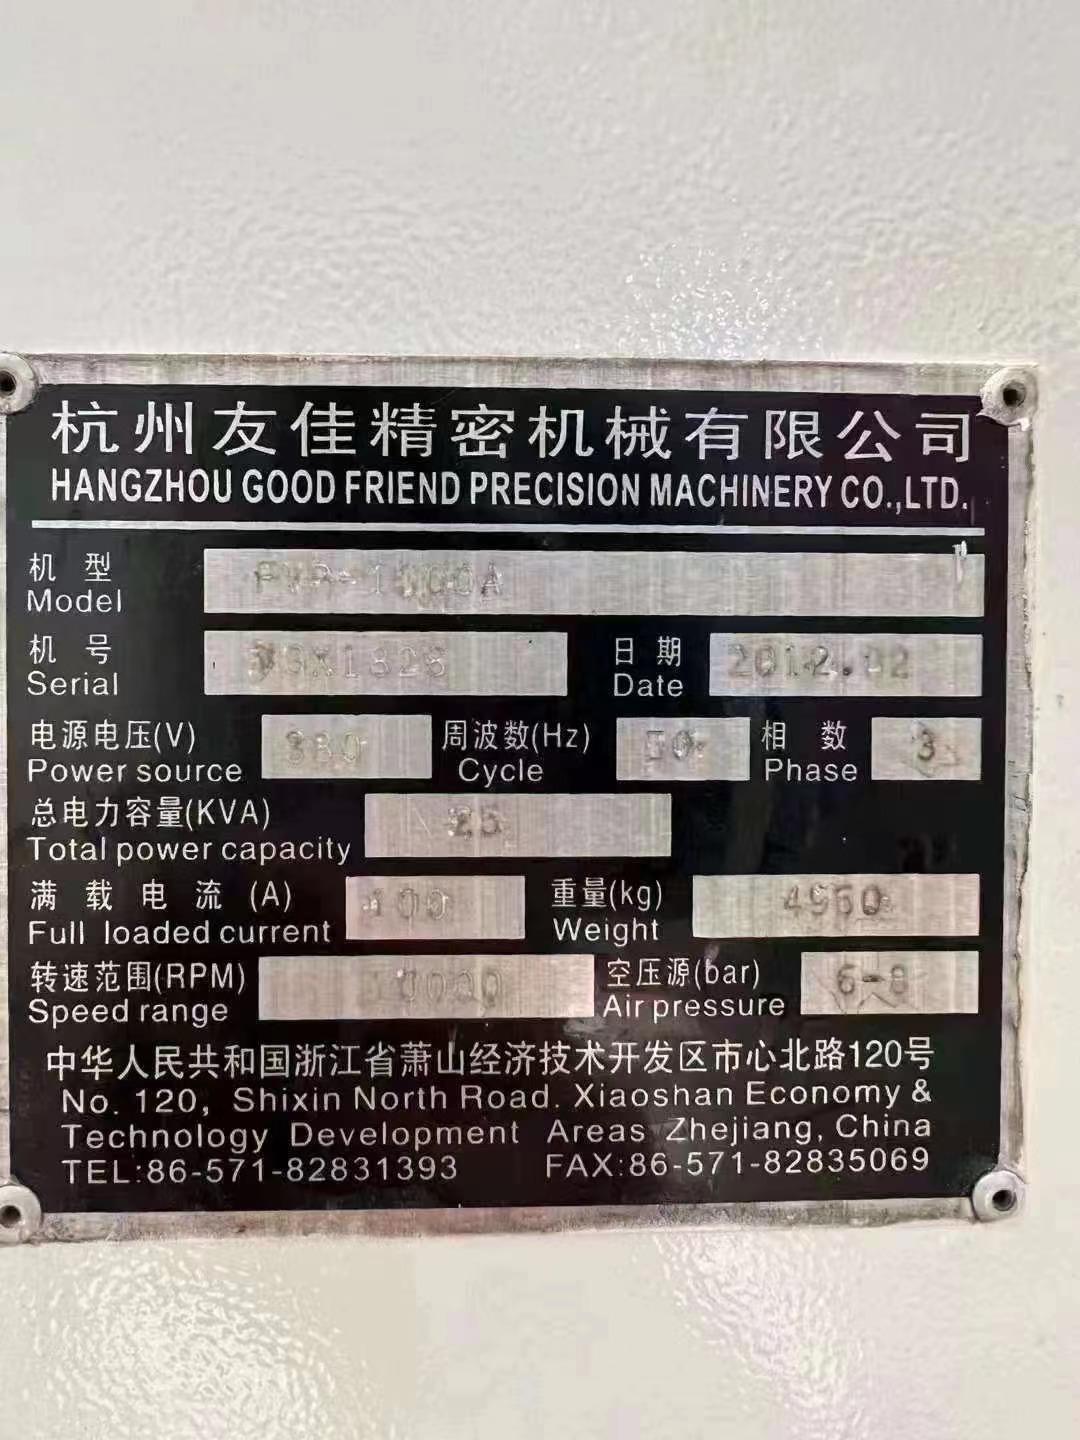 杭州友佳精密机械有限公司
HANGZHOU GOOD FRIEND PRECISION MACHINERY CO.,LTD.
机 型
Model
机 号 日 期 2012.02
Serial Date
电源电压(V) 380 周波数(Hz) 50 相 数 3
Power source Cycle Phase
总电力容量(KVA) 25
Total power capacity
满 载 电 流 (A) 100 重量(kg)
Full loaded current Weight
转速范围(RPM) 空压源(bar) 6-8
Speed range Air pressure
中华人民共和国浙江省萧山经济技术开发区市心北路120号
No. 120, Shixin North Road. Xiaoshan Economy &
Technology Development Areas Zhejiang, China
TEL:86-571-82831393 FAX:86-571-82835069